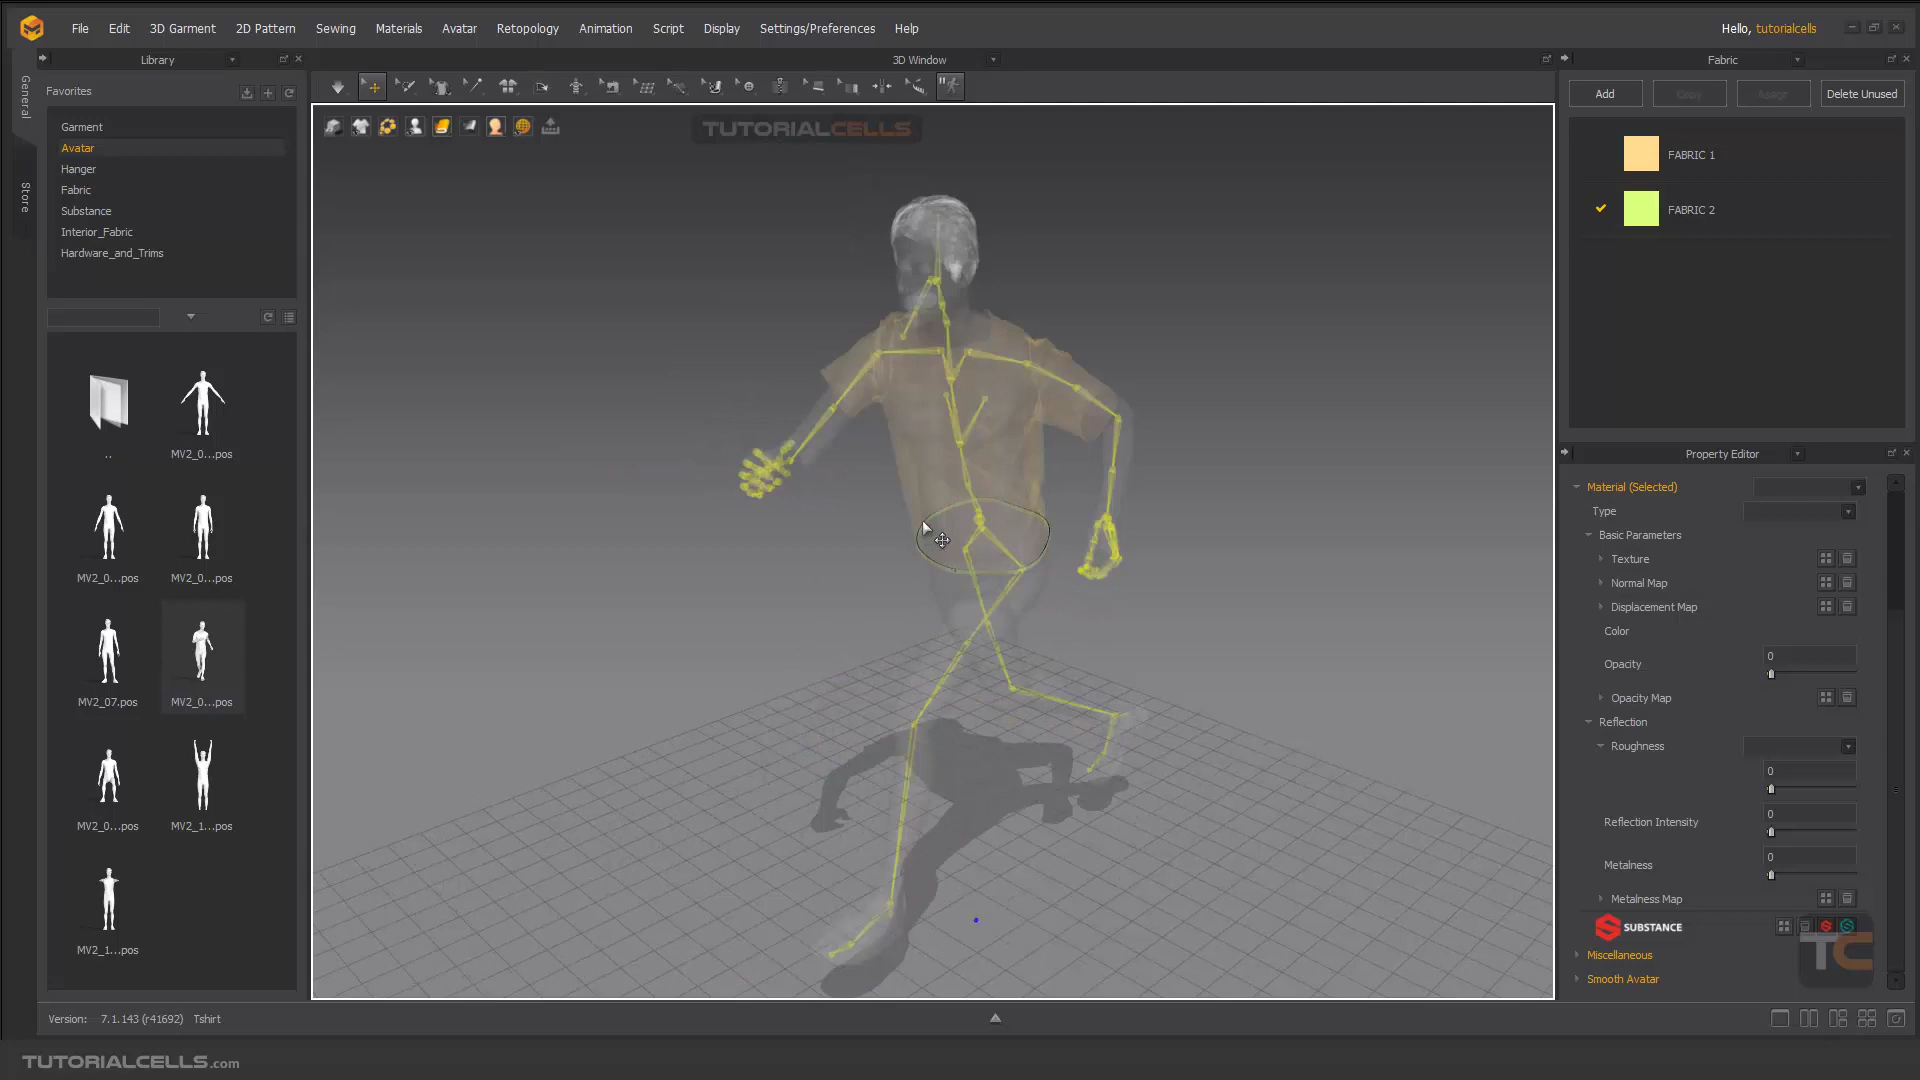 File Edit 3D Garment 2D Pattern Sewing Materials Avatar Retopology Animation Script Display Settings/Preferences Help
Hello, tutorialcells
Library
3D Window
Fabric
General
Store
Favorites
Garment
Avatar
Hanger
Fabric
Substance
Interior_Fabric
Hardware_and_Trims
..
MV2_0...pos
MV2_0...pos
MV2_0...pos
MV2_07.pos
MV2_0...pos
MV2_0...pos
MV2_1...pos
MV2_1...pos
TUTORIALCELLS
Add Copy Assign Delete Unused
FABRIC 1
FABRIC 2
Property Editor
Material (Selected)
Type
Basic Parameters
Texture
Normal Map
Displacement Map
Color
Opacity 0
Opacity Map
Reflection
Roughness
0
Reflection Intensity 0
Metalness 0
Metalness Map
SUBSTANCE
TC
Miscellaneous
Smooth Avatar
Version: 7.1.143 (r41692) Tshirt
TUTORIALCELLS.com